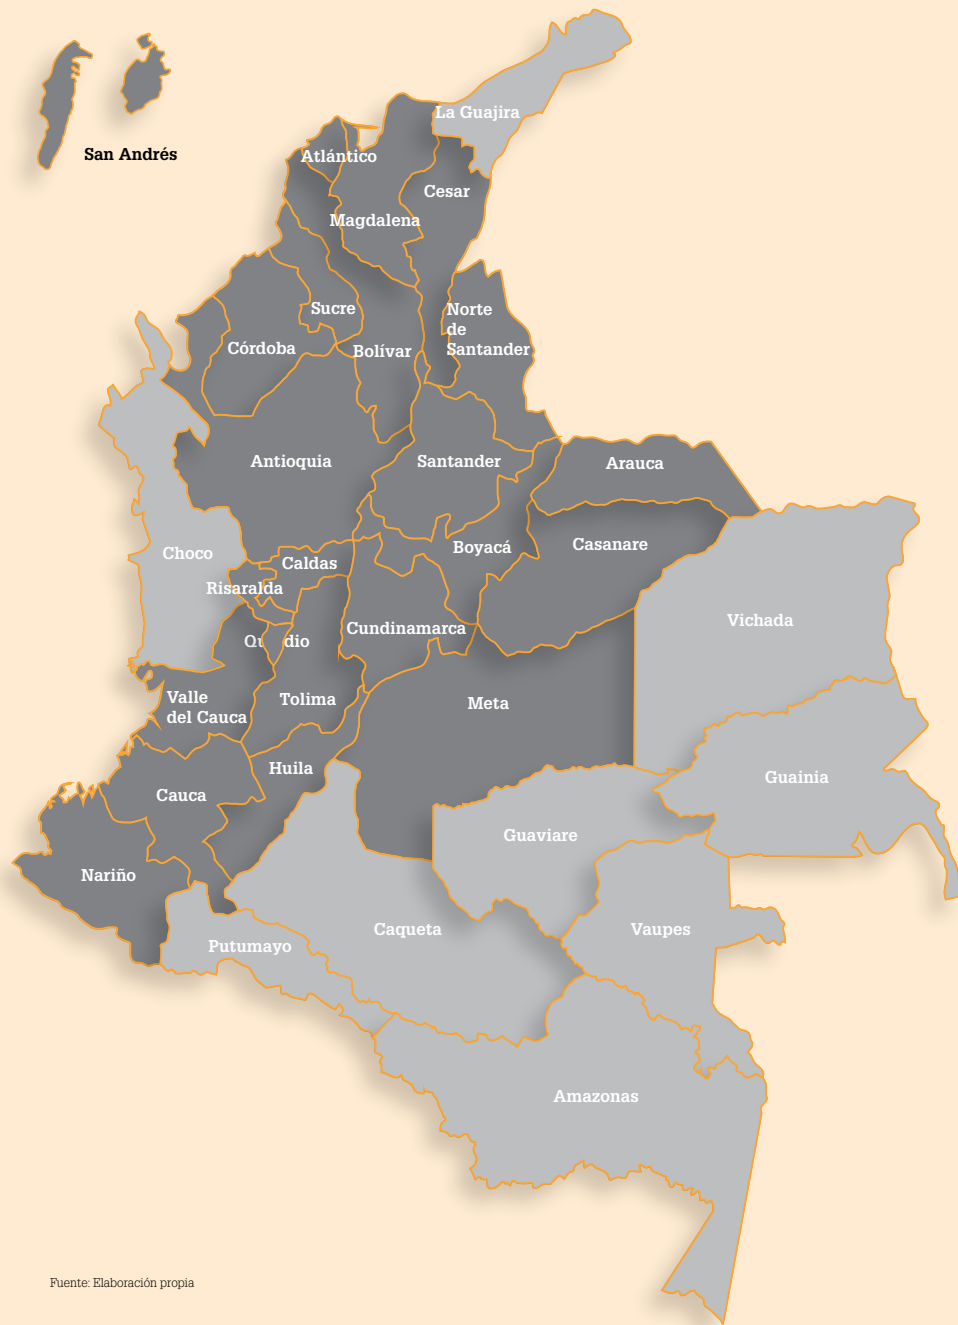 La Guajira
San Andrés
Atlántico
Cesar
Magdalena
Sucre
Norte
de
Santander
Córdoba
Bolívar
Antioquia
Santander
Arauca
Choco
Caldas
Boyacá
Casanare
Risaralda
Cundinamarca
Vichada
Valle
del Cauca
Tolima
Meta
Huila
Guainia
Cauca
Guaviare
Nariño
Putumayo
Caqueta
Vaupes
Amazonas
Fuente: Elaboración propia